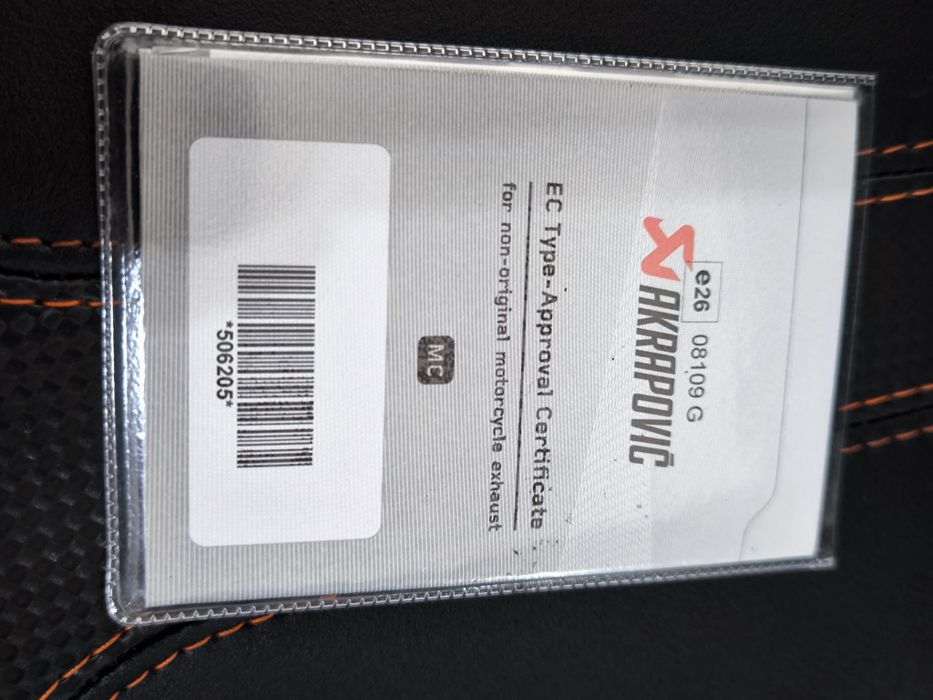 e26 08109 G
AKRAPOVIČ
EC Type-Approval Certificate
for non-original motorcycle exhaust
MC
*506205*